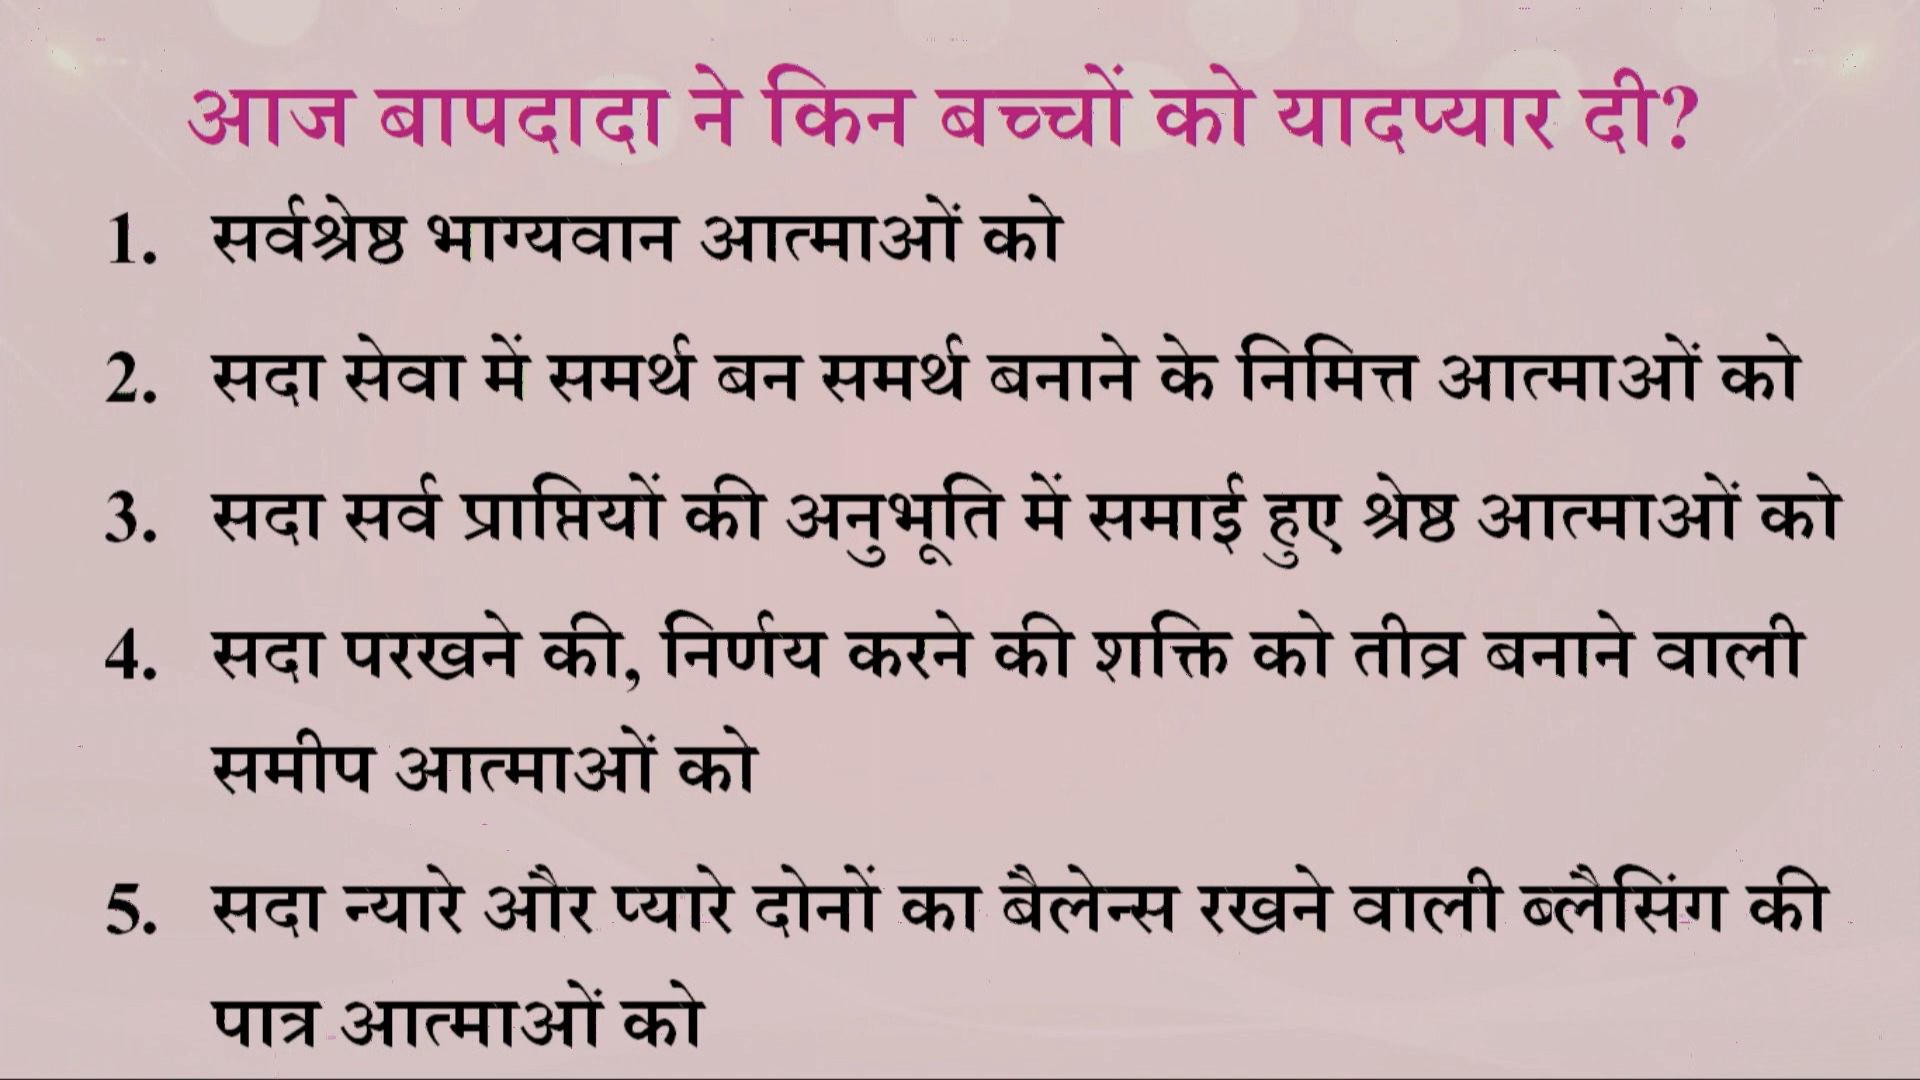 आज बापदादा ने किन बच्चों को यादप्यार दी?
1. सर्वश्रेष्ठ भाग्यवान आत्माओं को
2. सदा सेवा में समर्थ बन समर्थ बनाने के निमित्त आत्माओं को
3. सदा सर्व प्राप्तियों की अनुभूति में समाई हुए श्रेष्ठ आत्माओं को
4. सदा परखने की, निर्णय करने की शक्ति को तीव्र बनाने वाली
समीप आत्माओं को
5. सदा न्यारे और प्यारे दोनों का बैलेन्स रखने वाली ब्लैसिंग की
पात्र आत्माओं को